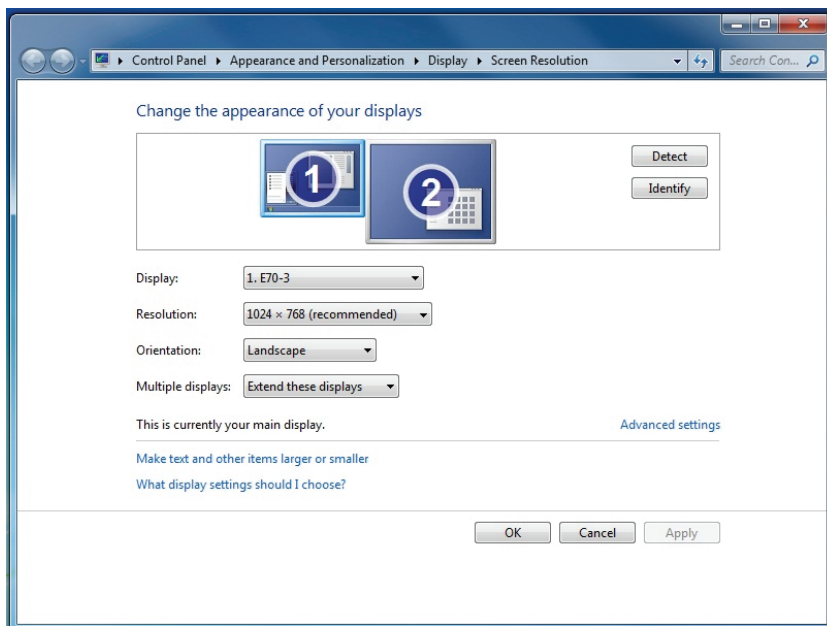 Control Panel ▸ Appearance and Personalization ▸ Display ▸ Screen Resolution
Search Con...
Change the appearance of your displays
1
2
Detect
Identify
Display: 1. E70-3
Resolution: 1024 × 768 (recommended)
Orientation: Landscape
Multiple displays: Extend these displays
This is currently your main display. Advanced settings
Make text and other items larger or smaller
What display settings should I choose?
OK Cancel Apply